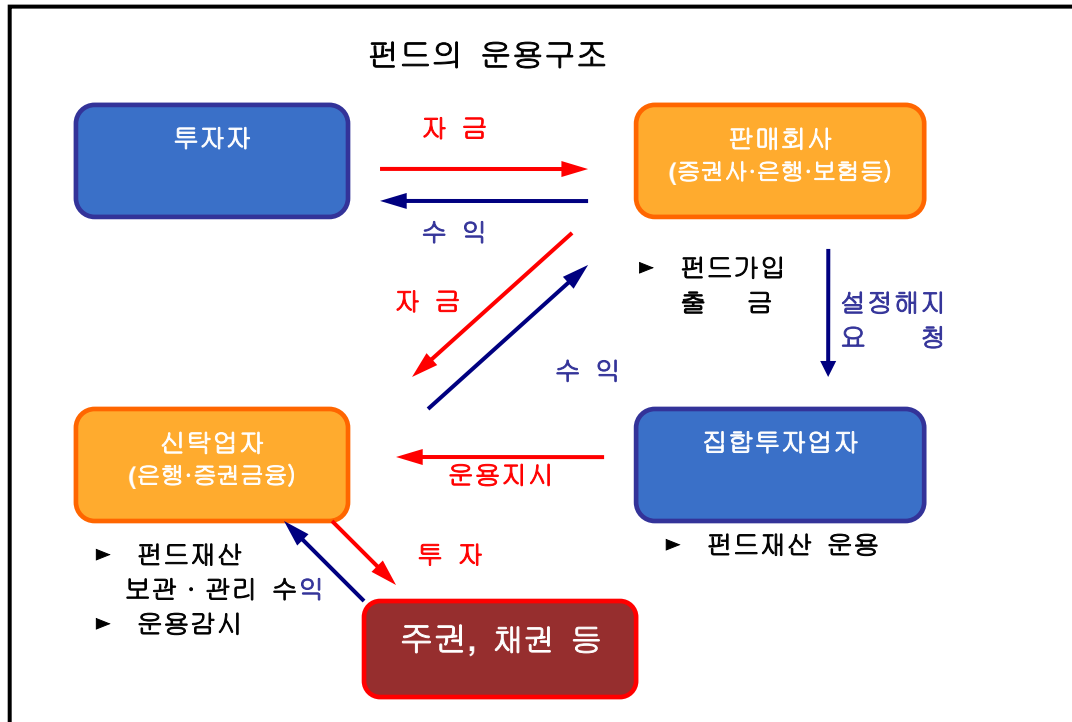 펀드의 운용구조
투자자
자 금
판매회사
(증권사·은행·보험등)
수 익
► 펀드가입
출 금
자 금
설정해지
요 청
수 익
신탁업자
(은행·증권금융)
집합투자업자
운용지시
► 펀드재산 운용
► 펀드재산
보관 · 관리 수익
► 운용감시
투 자
주권, 채권 등